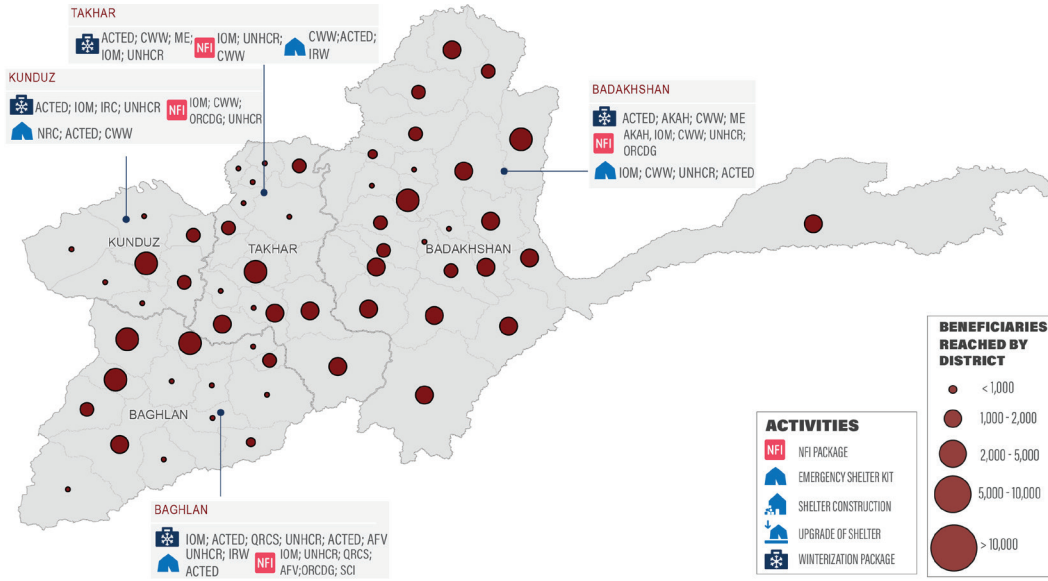 TAKHAR
ACTED; CWW; ME;
IOM; UNHCR
NFI
IOM; UNHCR;
CWW
CWW;ACTED;
IRW
KUNDUZ
ACTED; IOM; IRC; UNHCR
NFI
IOM; CWW;
ORCDG; UNHCR
NRC; ACTED; CWW
BADAKHSHAN
ACTED; AKAH; CWW; ME
NFI
AKAH, IOM; CWW; UNHCR;
ORCDG
IOM; CWW; UNHCR; ACTED
KUNDUZ
TAKHAR
BADAKHSHAN
BAGHLAN
BAGHLAN
IOM; ACTED; QRCS; UNHCR; ACTED; AFV
UNHCR; IRW
ACTED
NFI
IOM; UNHCR; QRCS;
AFV;ORCDG; SCI
ACTIVITIES
NFI NFI PACKAGE
EMERGENCY SHELTER KIT
SHELTER CONSTRUCTION
UPGRADE OF SHELTER
WINTERIZATION PACKAGE
BENEFICIARIES
REACHED BY
DISTRICT
< 1,000
1,000 - 2,000
2,000 - 5,000
5,000 - 10,000
> 10,000